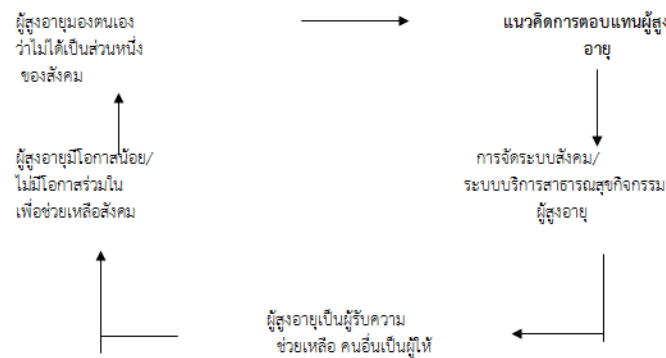 ผู้สูงอายุมองตนเอง
ว่าไม่ได้เป็นส่วนหนึ่ง
ของสังคม
แนวคิดการตอบแทนผู้สูง
อายุ
ผู้สูงอายุมีโอกาสน้อย/
ไม่มีโอกาสร่วมใน
เพื่อช่วยเหลือสังคม
การจัดระบบสังคม/
ระบบบริการสาธารณสุขกิจกรรม
ผู้สูงอายุ
ผู้สูงอายุเป็นผู้รับความ
ช่วยเหลือ คนอื่นเป็นผู้ให้